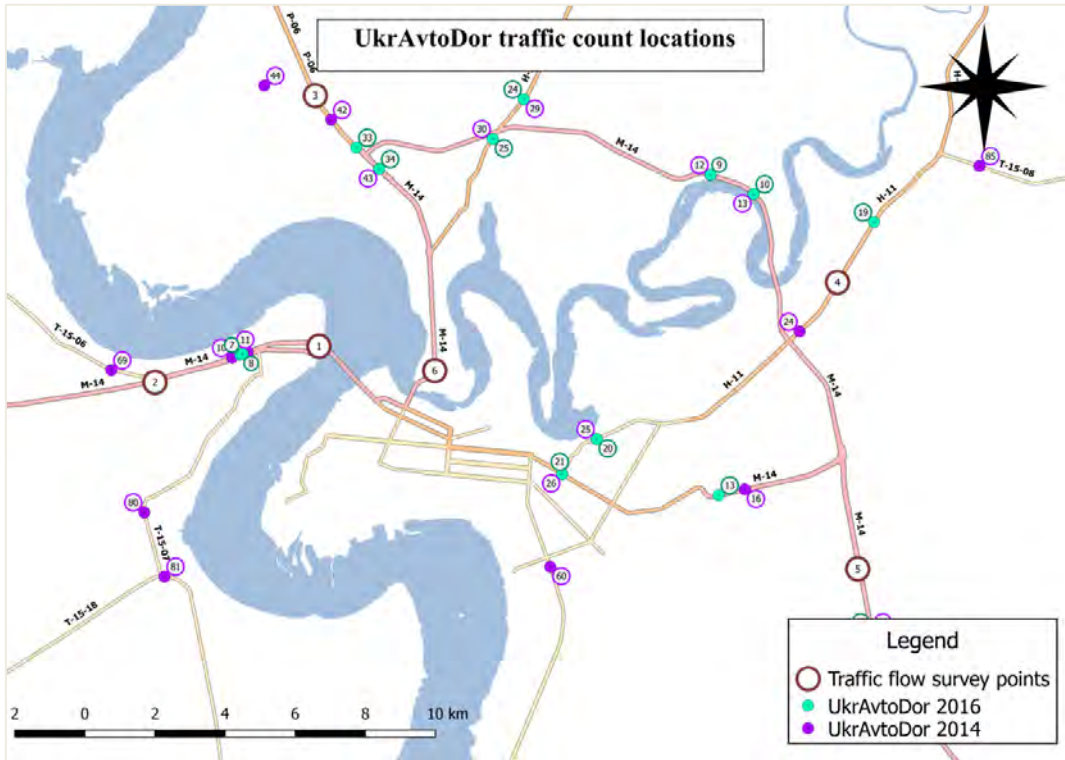 UkrAvtoDor traffic count locations
P-06
P-06
H-
H-
44
3
42
24
29
33
30
25
34
43
M-14
M-14
12
9
10
13
85
T-15-08
H-11
19
4
24
T-15-06
69
10
7
11
8
M-14
M-14
1
2
M-14
6
H-11
M-14
25
20
21
26
13
16
M-14
80
T-15-07
81
T-15-18
60
M-14
5
Legend
Traffic flow survey points
UkrAvtoDor 2016
UkrAvtoDor 2014
2 0 2 4 6 8 10 km